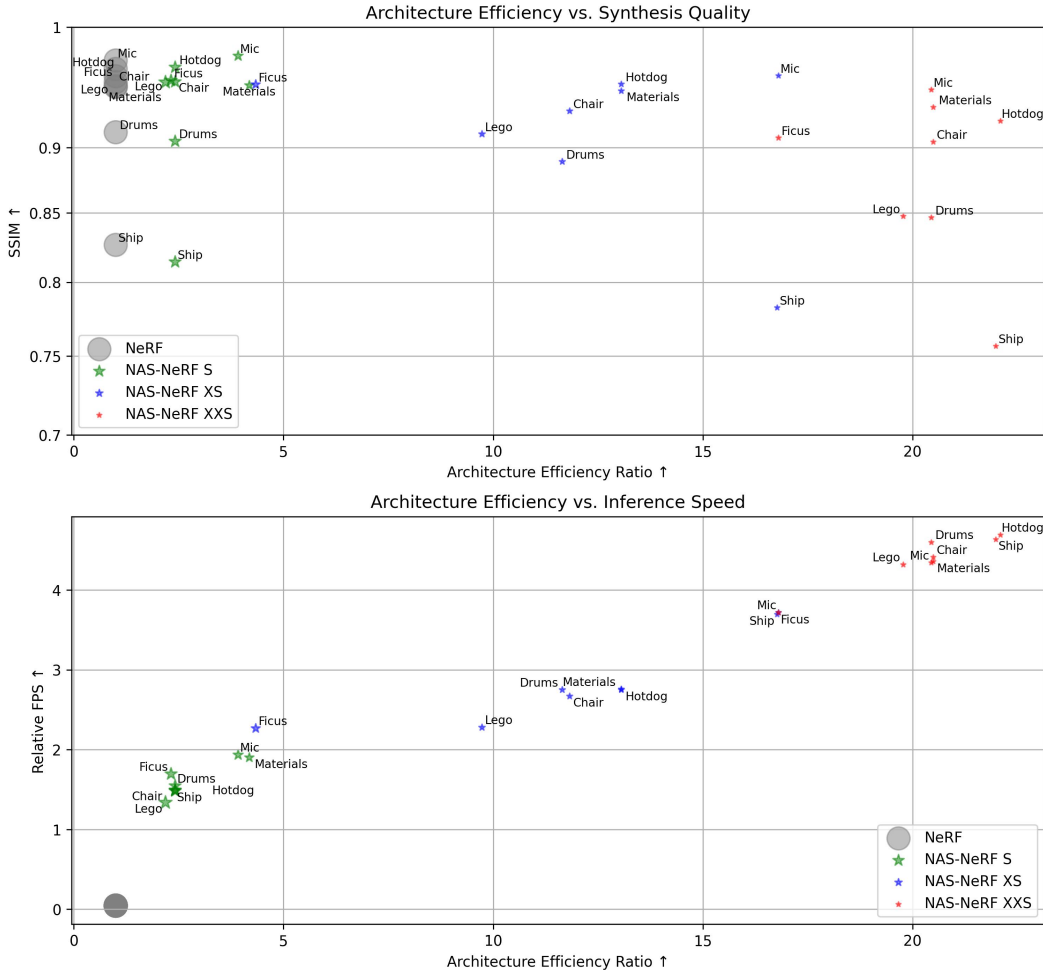 Architecture Efficiency vs. Synthesis Quality
1
Mic
Mic
Hotdog
Hotdog
Mic
Ficus
Chair
Ficus
Ficus
Hotdog
Mic
Lego
Lego
Chair
Materials
Materials
Materials
Materials
Chair
Hotdog
Drums
Drums
Lego
Ficus
Chair
0.9
Drums
SSIM ↑
0.85
Lego
Drums
Ship
Ship
0.8
Ship
Ship
0.75
NeRF
NAS-NeRF S
NAS-NeRF XS
NAS-NeRF XXS
0.7
0
5
10
15
20
Architecture Efficiency Ratio ↑
Architecture Efficiency vs. Inference Speed
Hotdog
Drums
Ship
Lego
Mic
Chair
Materials
4
Mic
Ship
Ficus
Relative FPS ↑
3
Drums
Materials
Chair
Hotdog
Ficus
Lego
2
Mic
Materials
Ficus
Drums
Hotdog
Chair
Ship
Lego
1
NeRF
NAS-NeRF S
NAS-NeRF XS
NAS-NeRF XXS
0
0
5
10
15
20
Architecture Efficiency Ratio ↑